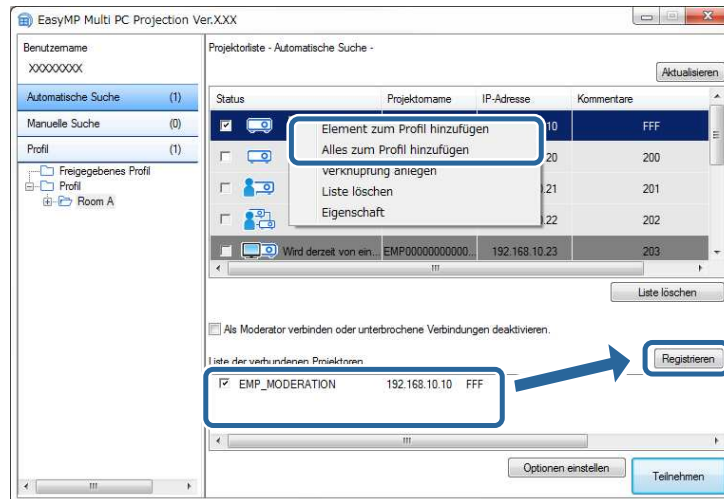 EasyMP Multi PC Projection Ver.X.XX
Benutzername
XXXXXXXX
Automatische Suche (1)
Manuelle Suche (0)
Profil (1)
Freigegebenes Profil
Profil
Room A
Projektorliste - Automatische Suche -
Aktualisieren
Status Projektorname IP-Adresse Kommentare
10 FFF
Element zum Profil hinzufügen
Alles zum Profil hinzufügen
Verknüpfung anlegen
Liste löschen
Eigenschaft
20 200
.21 201
.22 202
Wird derzeit von ein... EMP00000000000... 192.168.10.23 203
Liste löschen
Als Moderator verbinden oder unterbrochene Verbindungen deaktivieren.
Liste der verbundenen Projektoren
Registrieren
EMP_MODERATION 192.168.10.10 FFF
Optionen einstellen
Teilnehmen